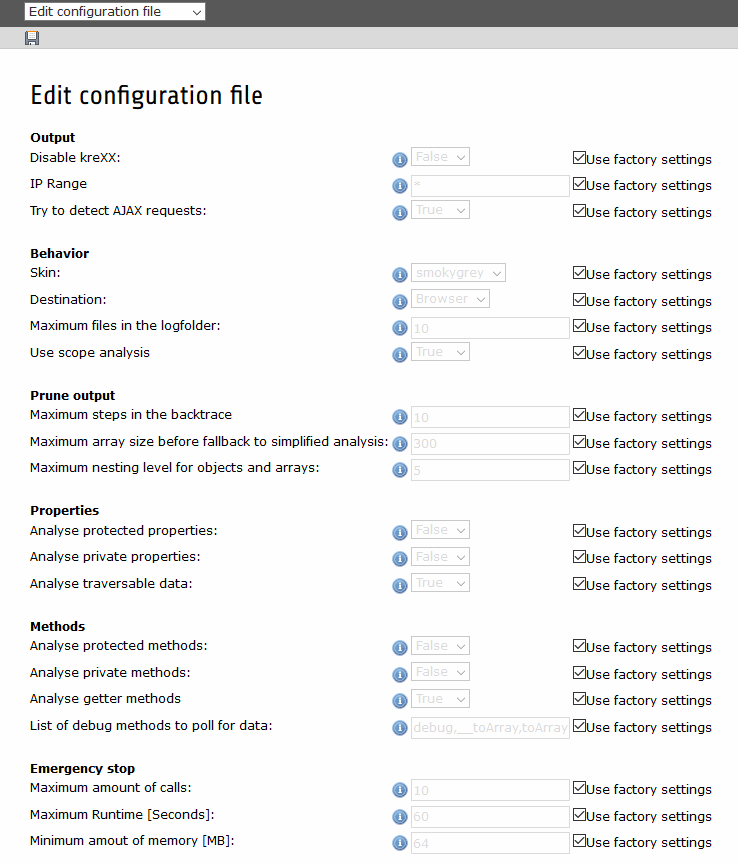 Edit configuration file
Edit configuration file
Output
Disable kreXX: False Use factory settings
IP Range * Use factory settings
Try to detect AJAX requests: True Use factory settings
Behavior
Skin: smokygrey Use factory settings
Destination: Browser Use factory settings
Maximum files in the logfolder: 10 Use factory settings
Use scope analysis True Use factory settings
Prune output
Maximum steps in the backtrace 10 Use factory settings
Maximum array size before fallback to simplified analysis: 300 Use factory settings
Maximum nesting level for objects and arrays: 5 Use factory settings
Properties
Analyse protected properties: False Use factory settings
Analyse private properties: False Use factory settings
Analyse traversable data: True Use factory settings
Methods
Analyse protected methods: False Use factory settings
Analyse private methods: False Use factory settings
Analyse getter methods True Use factory settings
List of debug methods to poll for data: debug,__toArray,toArray Use factory settings
Emergency stop
Maximum amount of calls: 10 Use factory settings
Maximum Runtime [Seconds]: 60 Use factory settings
Minimum amout of memory [MB]: 64 Use factory settings